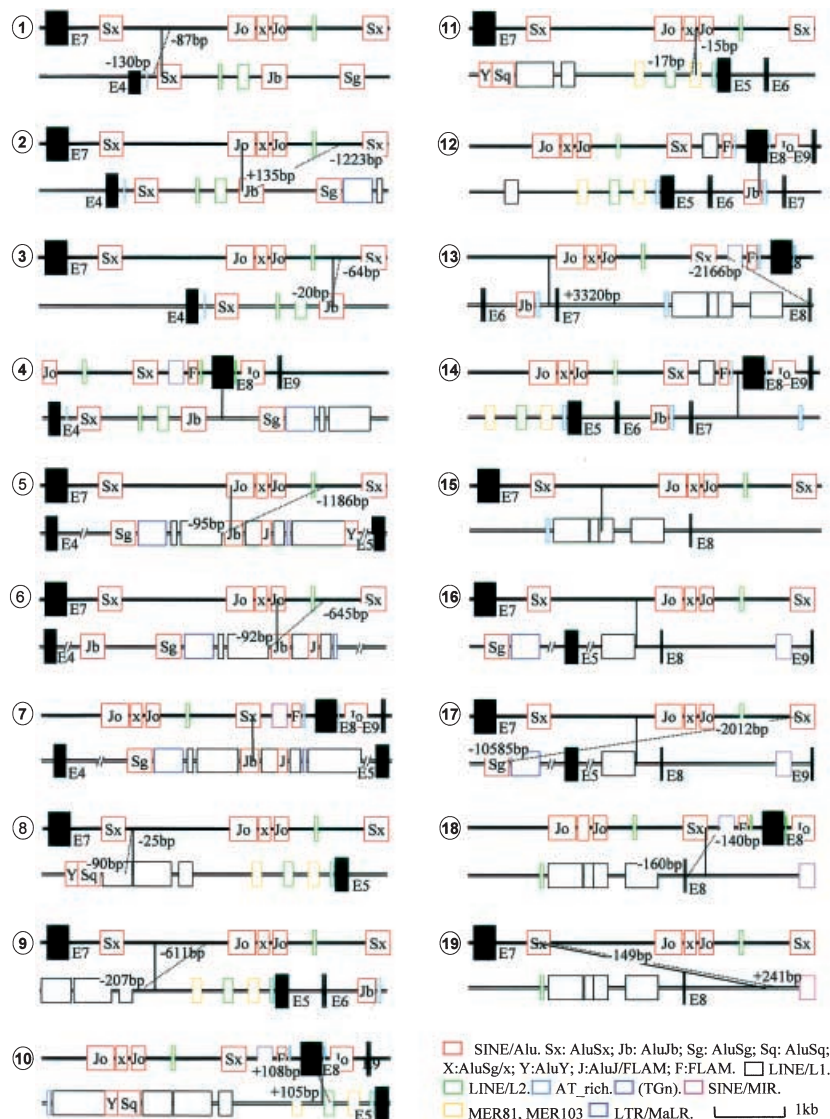 1
E7 Sx Jo x Jo Sx
-87bp
-130bp
E4 Sx Jb Sg
2
E7 Sx Jo x Jo Sx
+135bp -1223bp
E4 Sx Jb Sg
3
E7 Sx Jo x Jo Sx
-64bp
-20bp
E4 Sx Jb
4
Jo Sx F E8 Jo E9
E4 Sx Jb Sg
5
E7 Sx Jo x Jo Sx
-95bp -1186bp
E4 Sg Jb J Y E5
6
E7 Sx Jo x Jo Sx
-645bp
-92bp
E4 Jb Sg Jb J
7
Jo x Jo Sx F E8 E9
E4 Sg Jb J E5
8
E7 Sx Jo x Jo Sx
-25bp
-90bp
Y Sq E5
9
E7 Sx Jo x Jo Sx
-611bp
-207bp
E5 E6 Jb
10
Jo x Jo Sx F E8 E9
+108bp
+105bp
Y Sq E5
11
E7 Sx Jo x Jo Sx
-15bp
-17bp
Y Sq E5 E6
12
Jo x Jo Sx F E8 E9
E5 E6 Jb E7
13
Jo x Jo Sx F 8
-2166bp
+3320bp
E6 Jb E7 E8
14
Jo x Jo Sx F E8 E9
E5 E6 Jb E7
15
E7 Sx Jo x Jo Sx
E8
16
E7 Sx Jo x Jo Sx
Sg E5 E8 E9
17
E7 Sx Jo x Jo Sx
-2012bp
-10585bp
Sg E5 E8 E9
18
Jo Jo Sx F E8
-140bp
-160bp
E8
19
E7 Sx Jo x Jo Sx
-149bp
+241bp
E8
SINE/Alu. Sx: AluSx; Jb: AluJb; Sg: AluSg; Sq: AluSq;
X:AluSg/x; Y:AluY; J:AluJ/FLAM; F:FLAM. LINE/L1.
LINE/L2. AT_rich. (TGn). SINE/MIR.
MER81. MER103 LTR/MaLR. 1kb